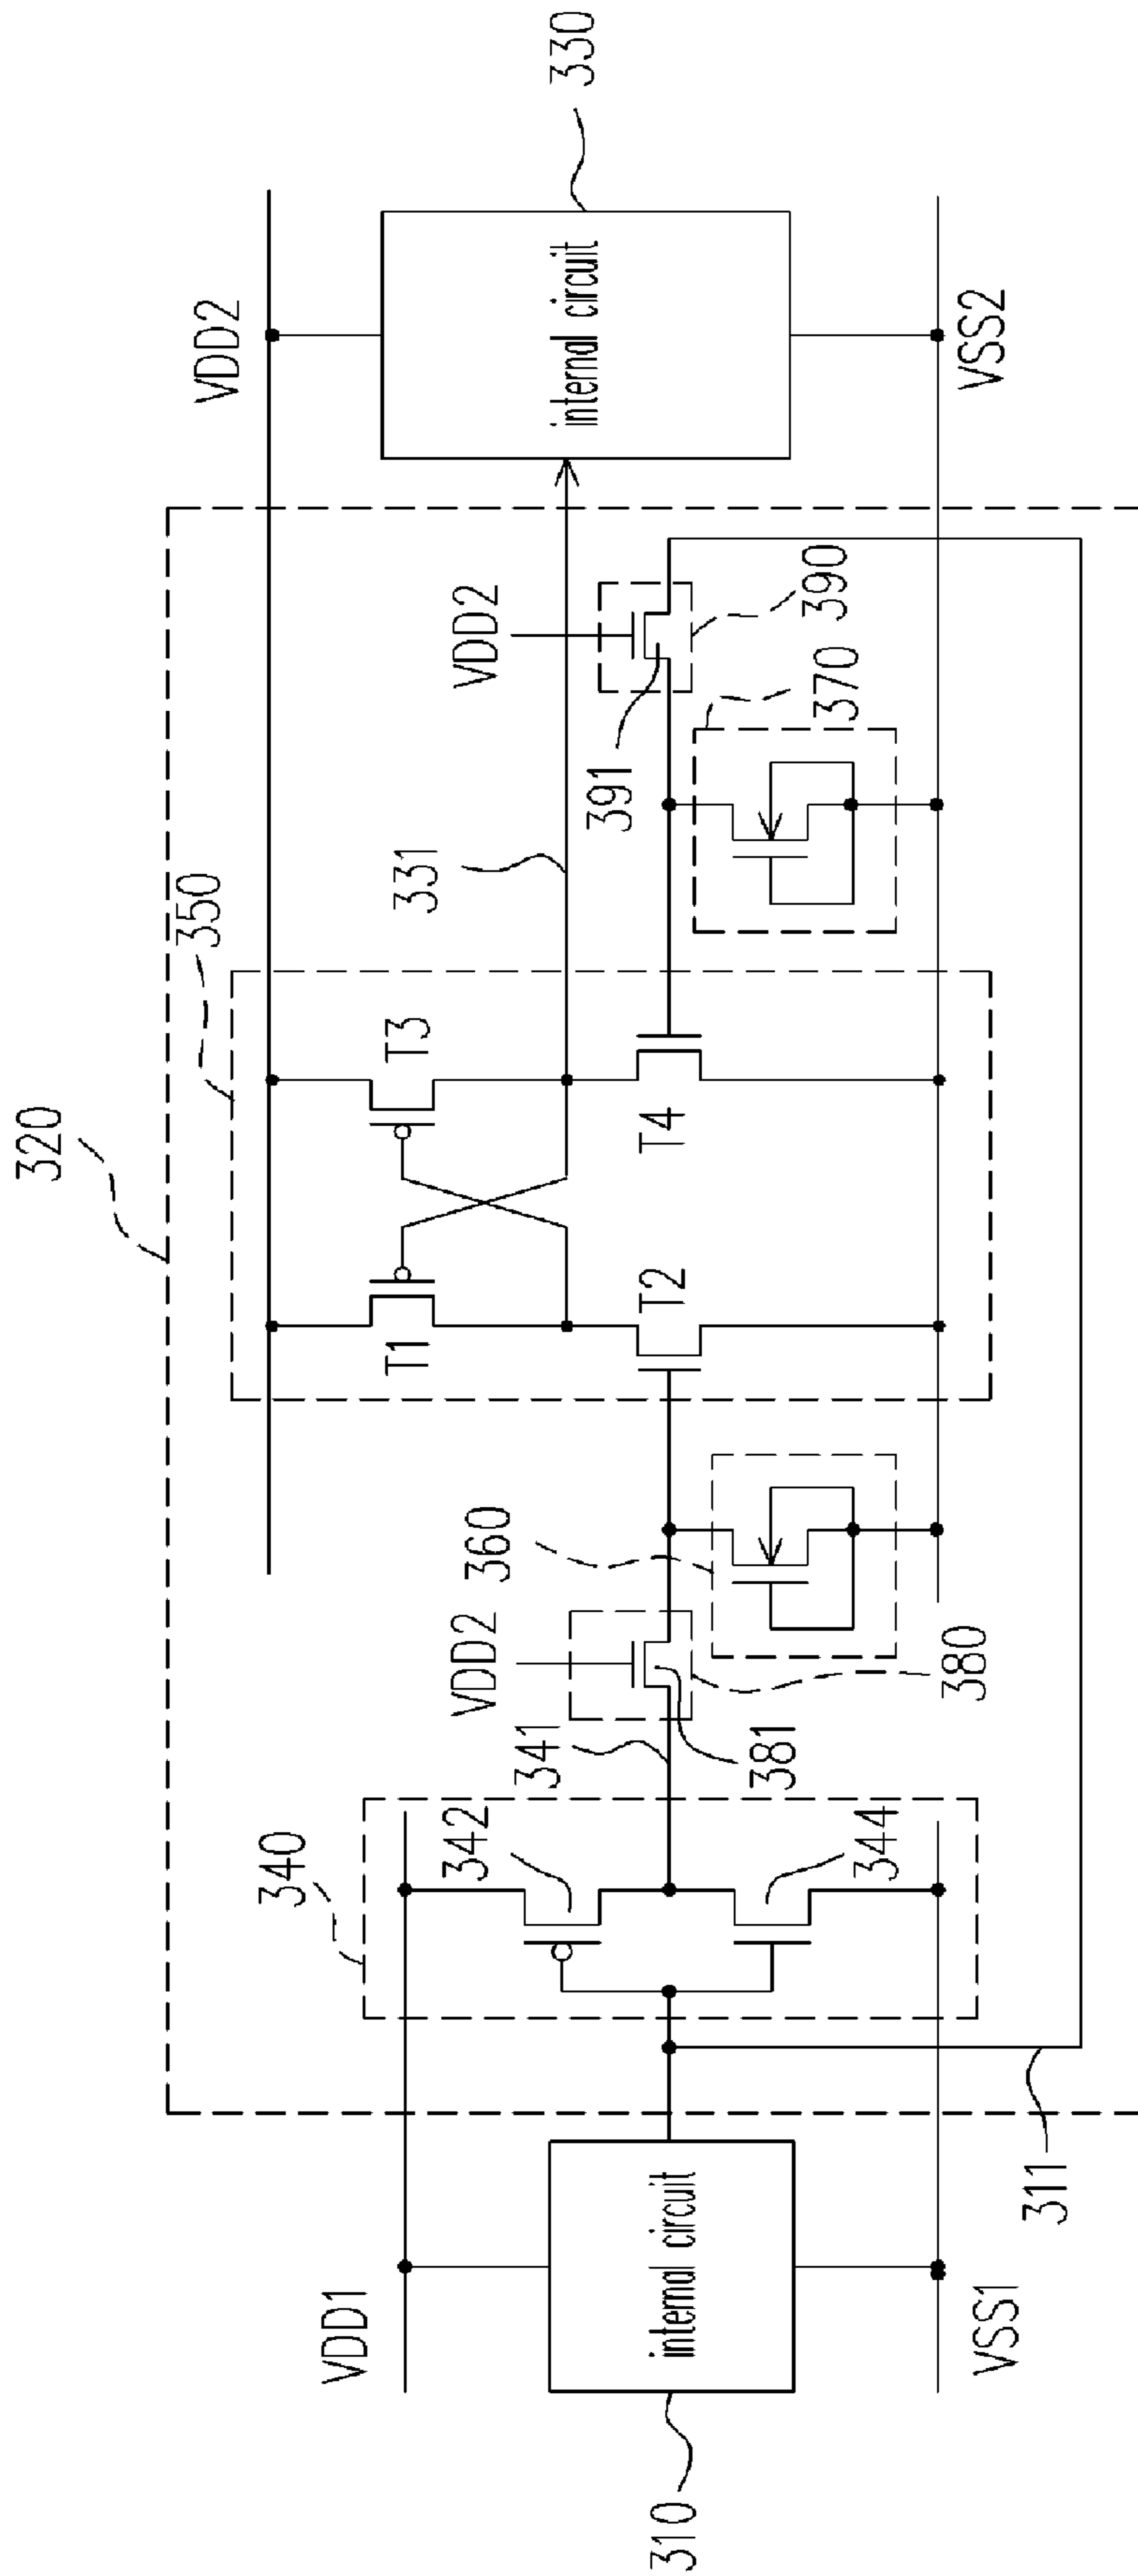 320
350
VDD2
330
internal circuit
VSS2
331
VDD2
390
391
370
T3
T1
T4
T2
360
VDD2
380
381
341
340
342
344
VDD1
internal circuit
VSS1
310
311